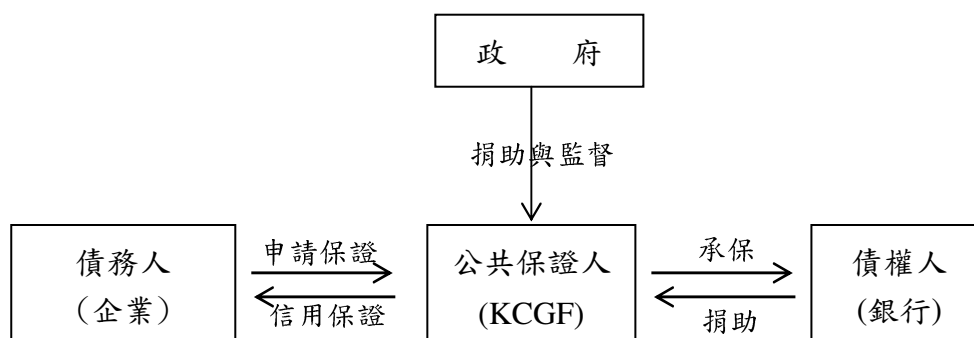 政　　府
捐助與監督
債務人
（企業）
申請保證
信用保證
公共保證人
(KCGF)
承保
捐助
債權人
(銀行)